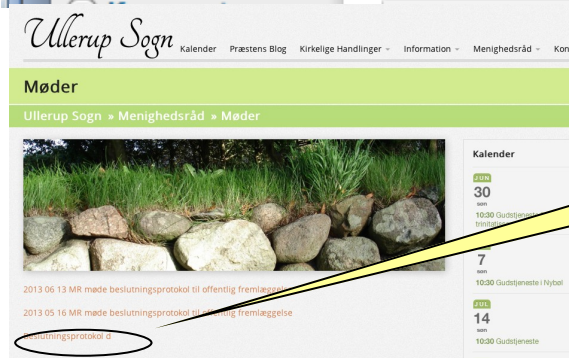 Ullerup Sogn
Kalender Præstens Blog Kirkelige Handlinger Information Menighedsråd Kon
Møder
Ullerup Sogn » Menighedsråd » Møder
Kalender
JUN
30
søn
10:30 Gudstjeneste
7
søn
10:30 Gudstjeneste i Nybøl
JUL
14
søn
10:30 Gudstjeneste
2013 06 13 MR møde beslutningsprotokol til offentlig fremlæggelse
2013 05 16 MR møde beslutningsprotokol til offentlig fremlæggelse
Beslutningsprotokol d